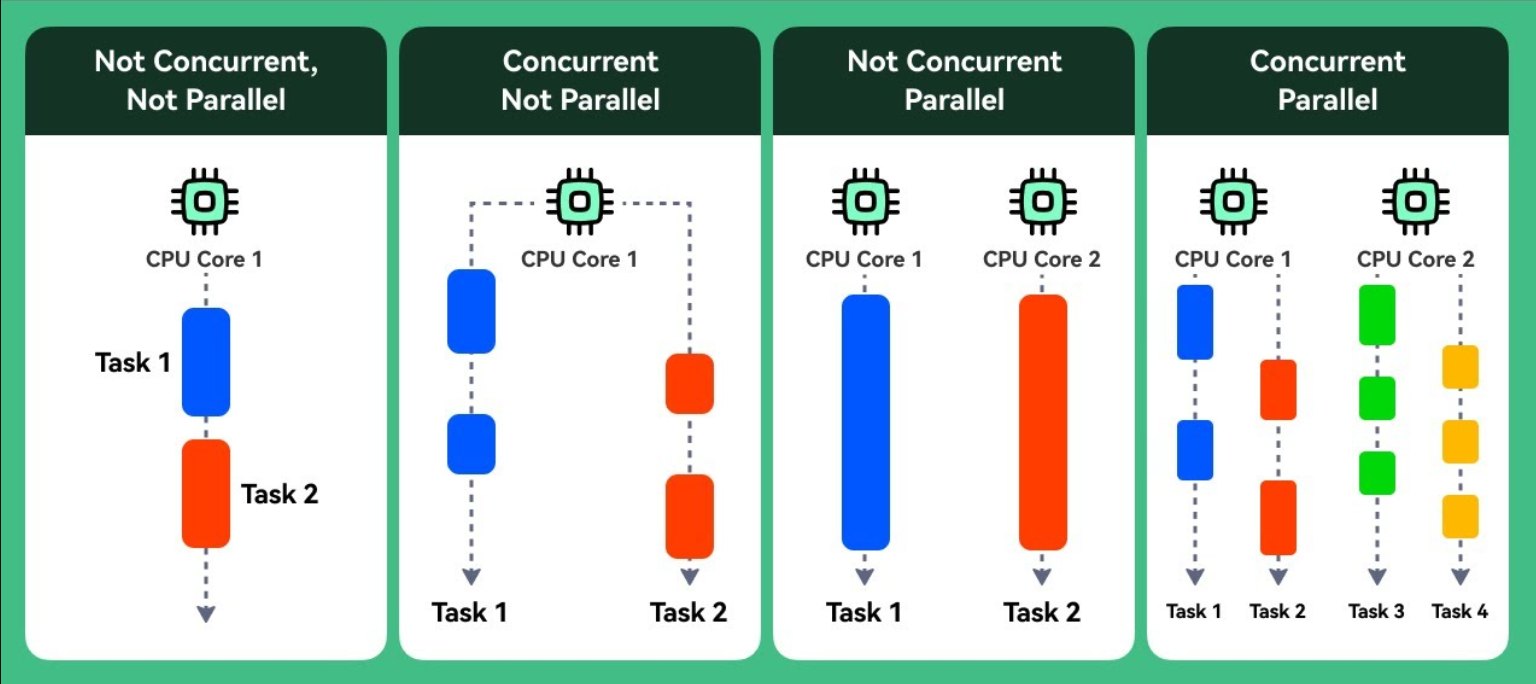 Not Concurrent,
Not Parallel
CPU Core 1
Task 1
Task 2
Concurrent
Not Parallel
CPU Core 1
Task 1
Task 2
Not Concurrent
Parallel
CPU Core 1
CPU Core 2
Task 1
Task 2
Concurrent
Parallel
CPU Core 1
CPU Core 2
Task 1
Task 2
Task 3
Task 4